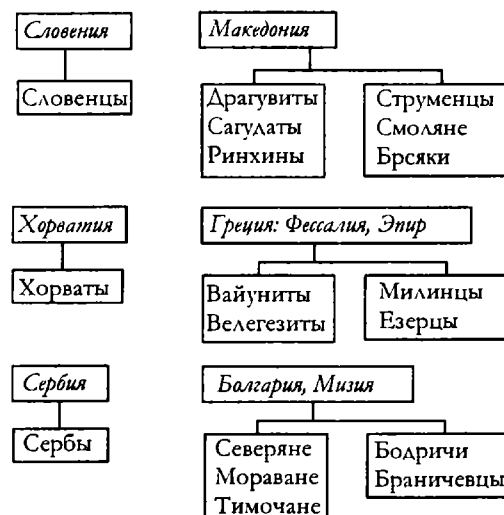 Словения
Словенцы
Македония
Драгувиты
Сагудаты
Ринхины
Струменцы
Смоляне
Брсяки
Хорватия
Хорваты
Греция: Фессалия, Эпир
Вайуниты
Велегезиты
Милинцы
Езерцы
Сербия
Сербы
Болгария, Мизия
Северяне
Мораване
Тимочане
Бодричи
Браничевцы